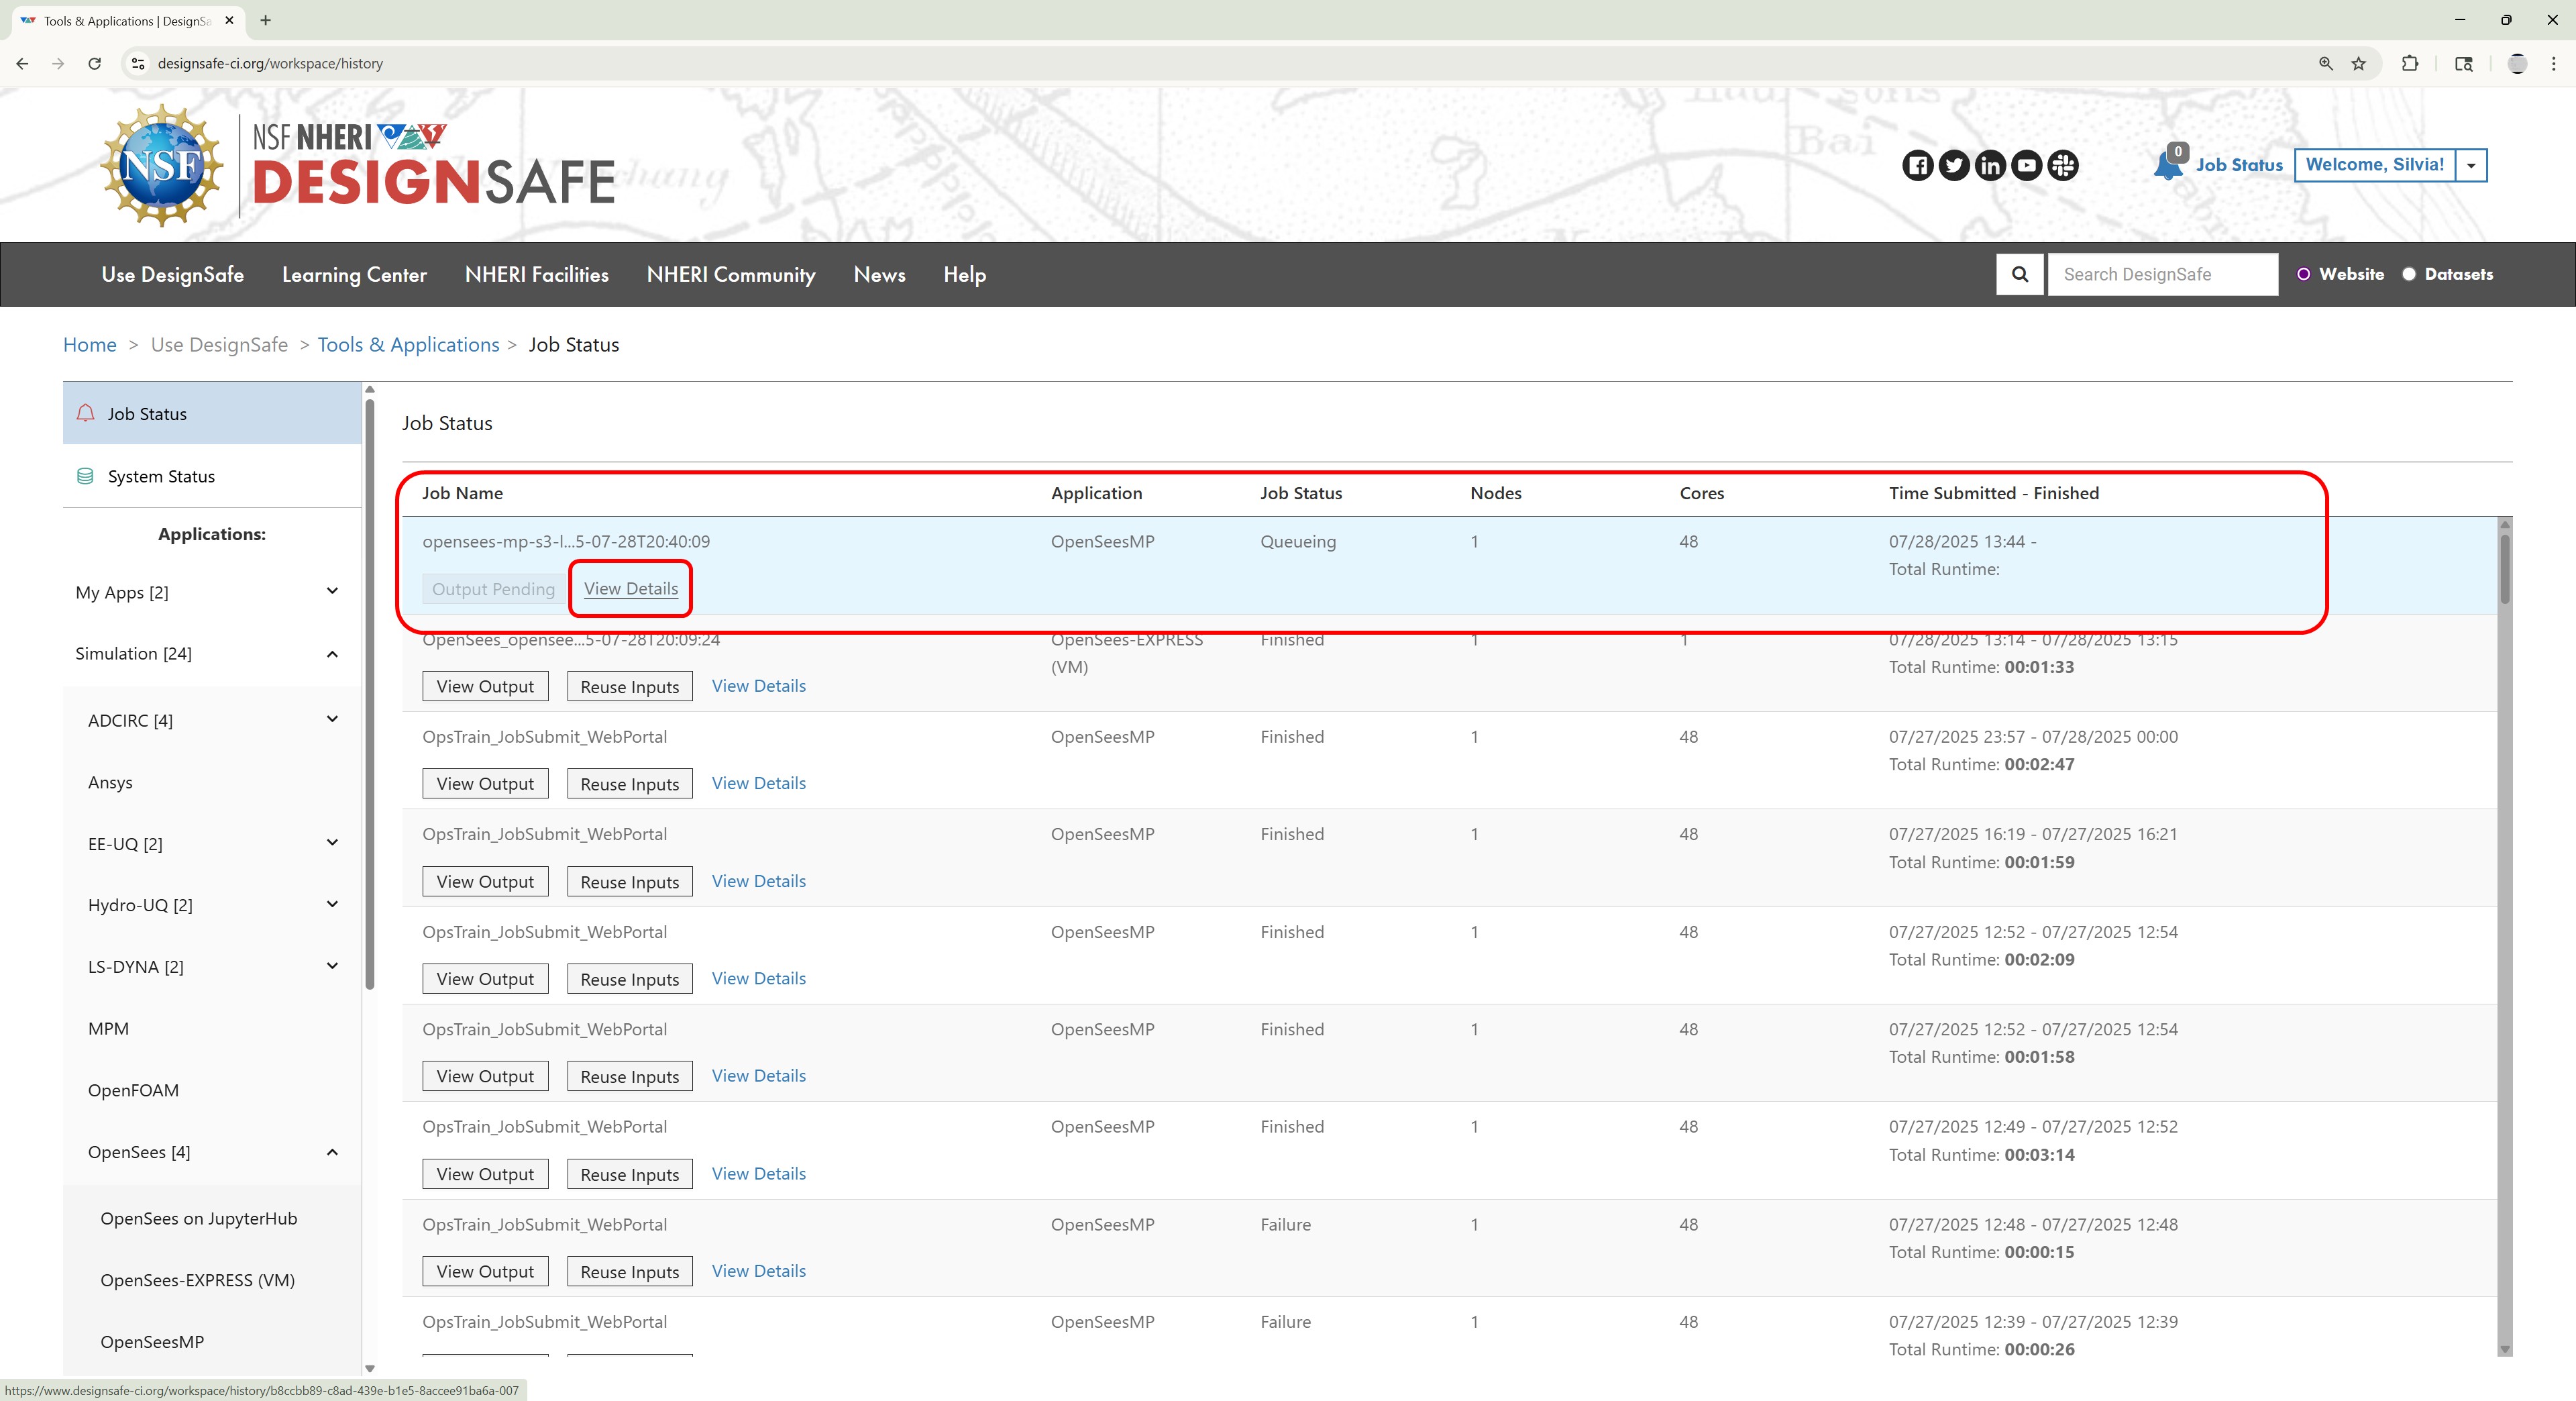 Tools & Applications | DesignSa
designsafe-ci.org/workspace/history
NSF
NSF NHERI
DESIGNSAFE
0
Job Status
Welcome, Silvia!
Use DesignSafe Learning Center NHERI Facilities NHERI Community News Help
Search DesignSafe
Website Datasets
Home > Use DesignSafe > Tools & Applications > Job Status
Job Status
System Status
Applications:
My Apps [2]
Simulation [24]
ADCIRC [4]
Ansys
EE-UQ [2]
Hydro-UQ [2]
LS-DYNA [2]
MPM
OpenFOAM
OpenSees [4]
OpenSees on JupyterHub
OpenSees-EXPRESS (VM)
OpenSeesMP
Job Status
Job Name Application Job Status Nodes Cores Time Submitted - Finished
opensees-mp-s3-l...5-07-28T20:40:09 OpenSeesMP Queueing 1 48 07/28/2025 13:44 -
Total Runtime:
Output Pending View Details
OpenSees_opensee...5-07-28T20:09:24 OpenSees-EXPRESS Finished 1 1 07/28/2025 13:14 - 07/28/2025 13:15
(VM) Total Runtime: 00:01:33
View Output Reuse Inputs View Details
OpsTrain_JobSubmit_WebPortal OpenSeesMP Finished 1 48 07/27/2025 23:57 - 07/28/2025 00:00
Total Runtime: 00:02:47
View Output Reuse Inputs View Details
OpsTrain_JobSubmit_WebPortal OpenSeesMP Finished 1 48 07/27/2025 16:19 - 07/27/2025 16:21
Total Runtime: 00:01:59
View Output Reuse Inputs View Details
OpsTrain_JobSubmit_WebPortal OpenSeesMP Finished 1 48 07/27/2025 12:52 - 07/27/2025 12:54
Total Runtime: 00:02:09
View Output Reuse Inputs View Details
OpsTrain_JobSubmit_WebPortal OpenSeesMP Finished 1 48 07/27/2025 12:52 - 07/27/2025 12:54
Total Runtime: 00:01:58
View Output Reuse Inputs View Details
OpsTrain_JobSubmit_WebPortal OpenSeesMP Finished 1 48 07/27/2025 12:49 - 07/27/2025 12:52
Total Runtime: 00:03:14
View Output Reuse Inputs View Details
OpsTrain_JobSubmit_WebPortal OpenSeesMP Failure 1 48 07/27/2025 12:48 - 07/27/2025 12:48
Total Runtime: 00:00:15
View Output Reuse Inputs View Details
OpsTrain_JobSubmit_WebPortal OpenSeesMP Failure 1 48 07/27/2025 12:39 - 07/27/2025 12:39
Total Runtime: 00:00:26
https://www.designsafe-ci.org/workspace/history/b8ccbb89-c8ad-439e-b1e5-8accee91ba6a-007